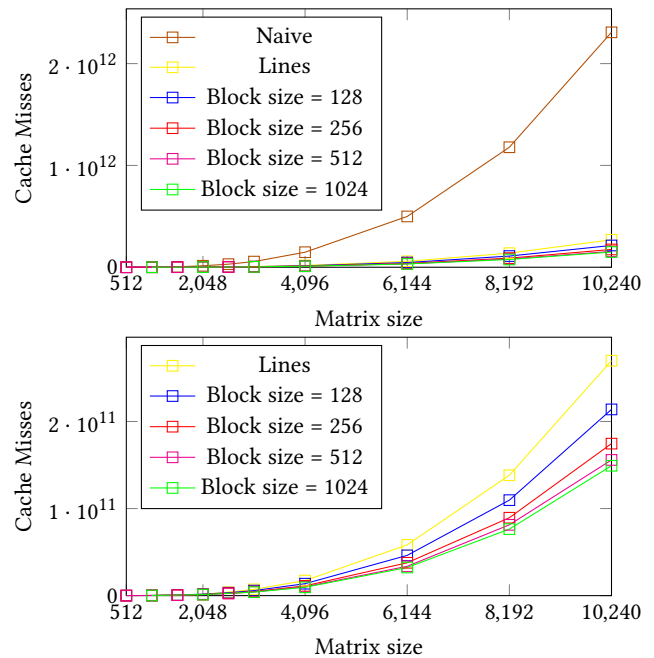 2 · 10^12
1 · 10^12
0
Cache Misses
Naive
Lines
Block size = 128
Block size = 256
Block size = 512
Block size = 1024
512 2,048 4,096 6,144 8,192 10,240
Matrix size
2 · 10^11
1 · 10^11
0
Cache Misses
Lines
Block size = 128
Block size = 256
Block size = 512
Block size = 1024
512 2,048 4,096 6,144 8,192 10,240
Matrix size